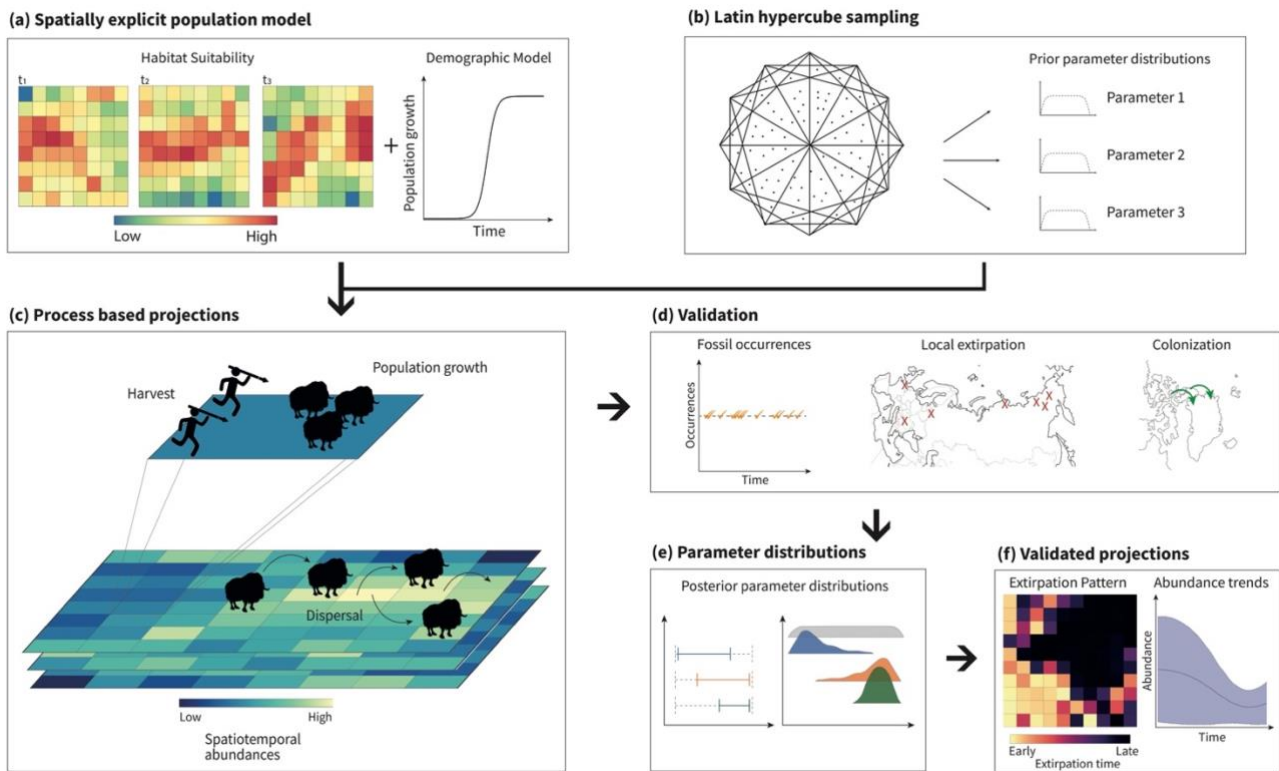 (a) Spatially explicit population model
Habitat Suitability
t₁
t₂
t₃
Low
High
+
Demographic Model
Population growth
Time
(b) Latin hypercube sampling
Prior parameter distributions
Parameter 1
Parameter 2
Parameter 3
(c) Process based projections
Harvest
Population growth
Dispersal
Low
High
Spatiotemporal
abundances
(d) Validation
Fossil occurrences
Occurrences
Time
Local extirpation
X X X X X X X
Colonization
(e) Parameter distributions
Posterior parameter distributions
(f) Validated projections
Extirpation Pattern
Early
Late
Extirpation time
Abundance trends
Abundance
Time